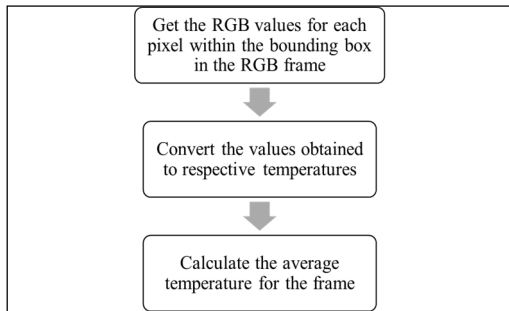 Get the RGB values for each
pixel within the bounding box
in the RGB frame
Convert the values obtained
to respective temperatures
Calculate the average
temperature for the frame